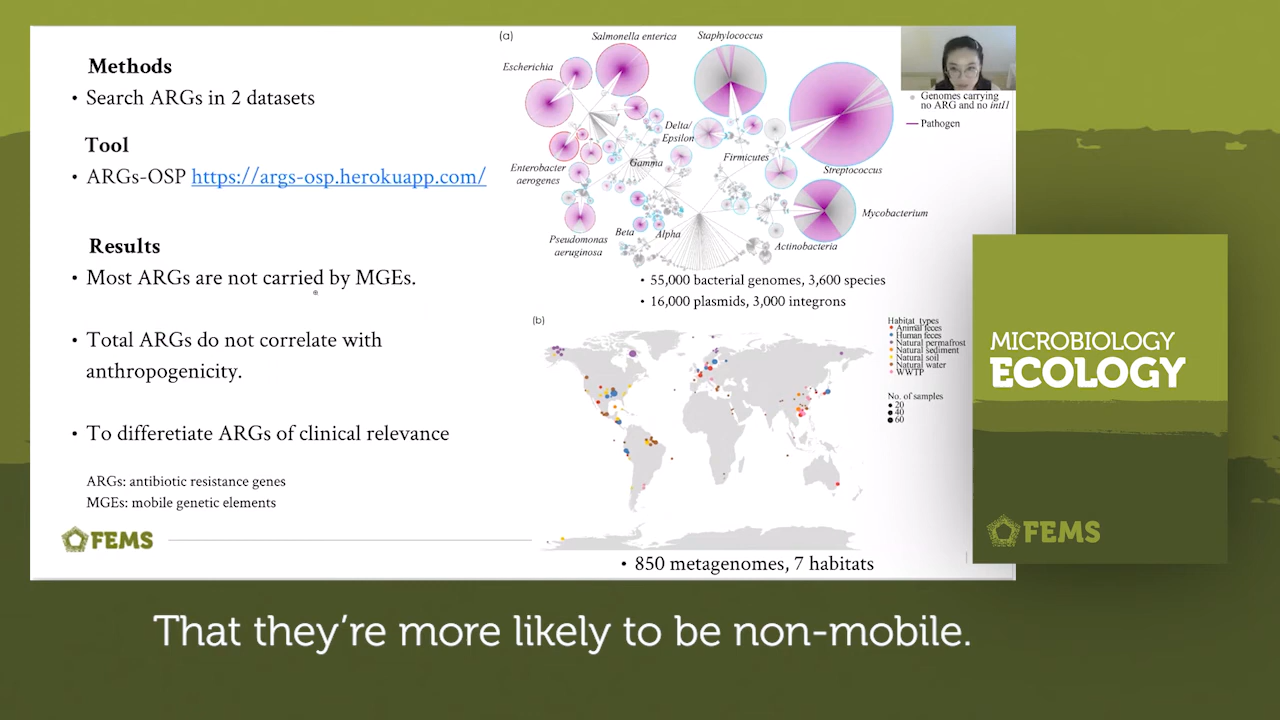 Methods
• Search ARGs in 2 datasets
Tool
• ARGs-OSP https://args-osp.herokuapp.com/
Results
• Most ARGs are not carried by MGEs.
• Total ARGs do not correlate with
anthropogenicity.
• To differetiate ARGs of clinical relevance
ARGs: antibiotic resistance genes
MGEs: mobile genetic elements
FEMS
(a)
Salmonella enterica
Staphylococcus
Escherichia
Genomes carrying
no ARG and no intI1
Pathogen
Delta/
Epsilon
Gamma
Firmicutes
Enterobacter
aerogenes
Streptococcus
Mycobacterium
Pseudomonas
aeruginosa
Beta
Alpha
Actinobacteria
• 55,000 bacterial genomes, 3,600 species
• 16,000 plasmids, 3,000 integrons
(b)
Habitat types
Animal feces
Human feces
Natural permafrost
Natural sediment
Natural soil
Natural water
WWTP
No. of samples
20
40
60
• 850 metagenomes, 7 habitats
MICROBIOLOGY
ECOLOGY
FEMS
That they're more likely to be non-mobile.